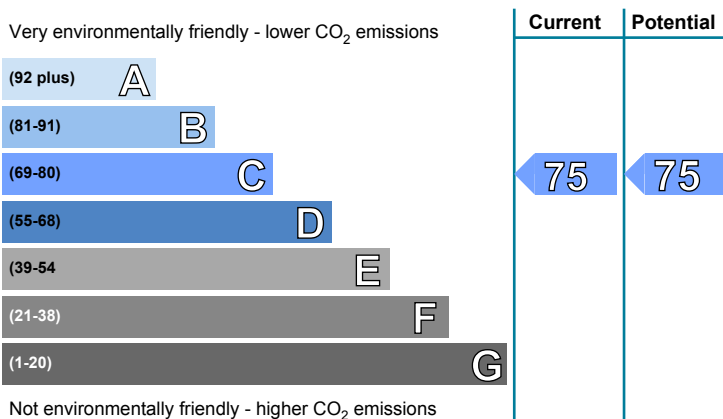 Very environmentally friendly - lower CO2 emissions
Current Potential
(92 plus) A
(81-91) B
(69-80) C 75 75
(55-68) D
(39-54 E
(21-38) F
(1-20) G
Not environmentally friendly - higher CO2 emissions